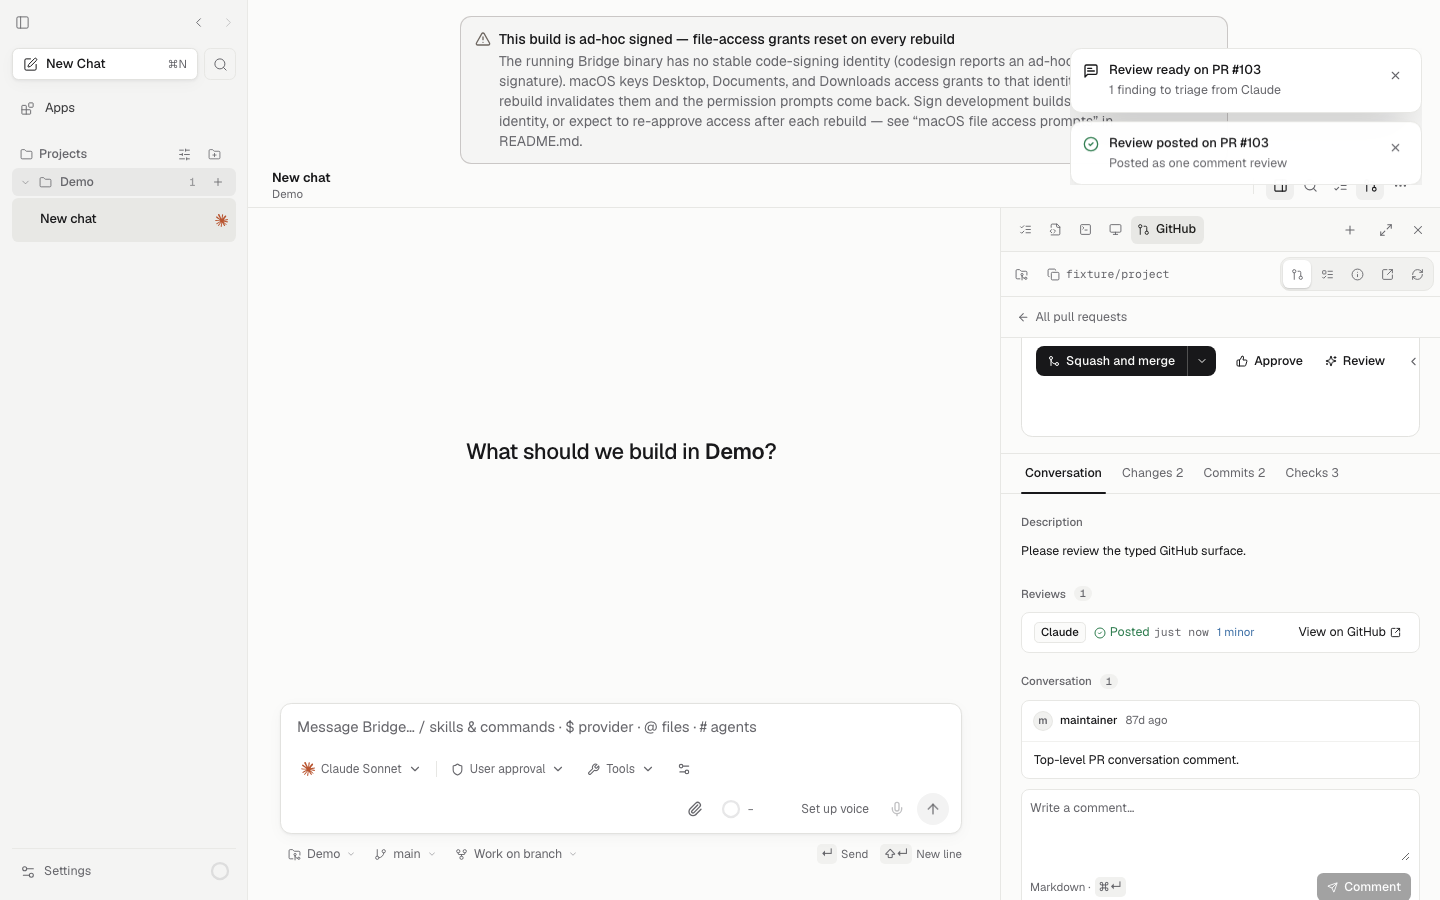 New Chat
⌘N
Apps
Projects
Demo
1
New chat
Settings
This build is ad-hoc signed — file-access grants reset on every rebuild
The running Bridge binary has no stable code-signing identity (codesign reports an ad-hoc
signature). macOS keys Desktop, Documents, and Downloads access grants to that
rebuild invalidates them and the permission prompts come back. Sign development builds
identity, or expect to re-approve access after each rebuild — see “macOS file access prompts” in
README.md.
Review ready on PR #103
1 finding to triage from Claude
Review posted on PR #103
Posted as one comment review
New chat
Demo
What should we build in Demo?
Message Bridge... / skills & commands · $ provider · @ files · # agents
Claude Sonnet
User approval
Tools
–
Set up voice
Demo
main
Work on branch
Send
New line
GitHub
fixture/project
All pull requests
Squash and merge
Approve
Review
Conversation
Changes 2
Commits 2
Checks 3
Description
Please review the typed GitHub surface.
Reviews 1
Claude Posted just now 1 minor View on GitHub
Conversation 1
m maintainer 87d ago
Top-level PR conversation comment.
Write a comment...
Markdown · ⌘↵
Comment